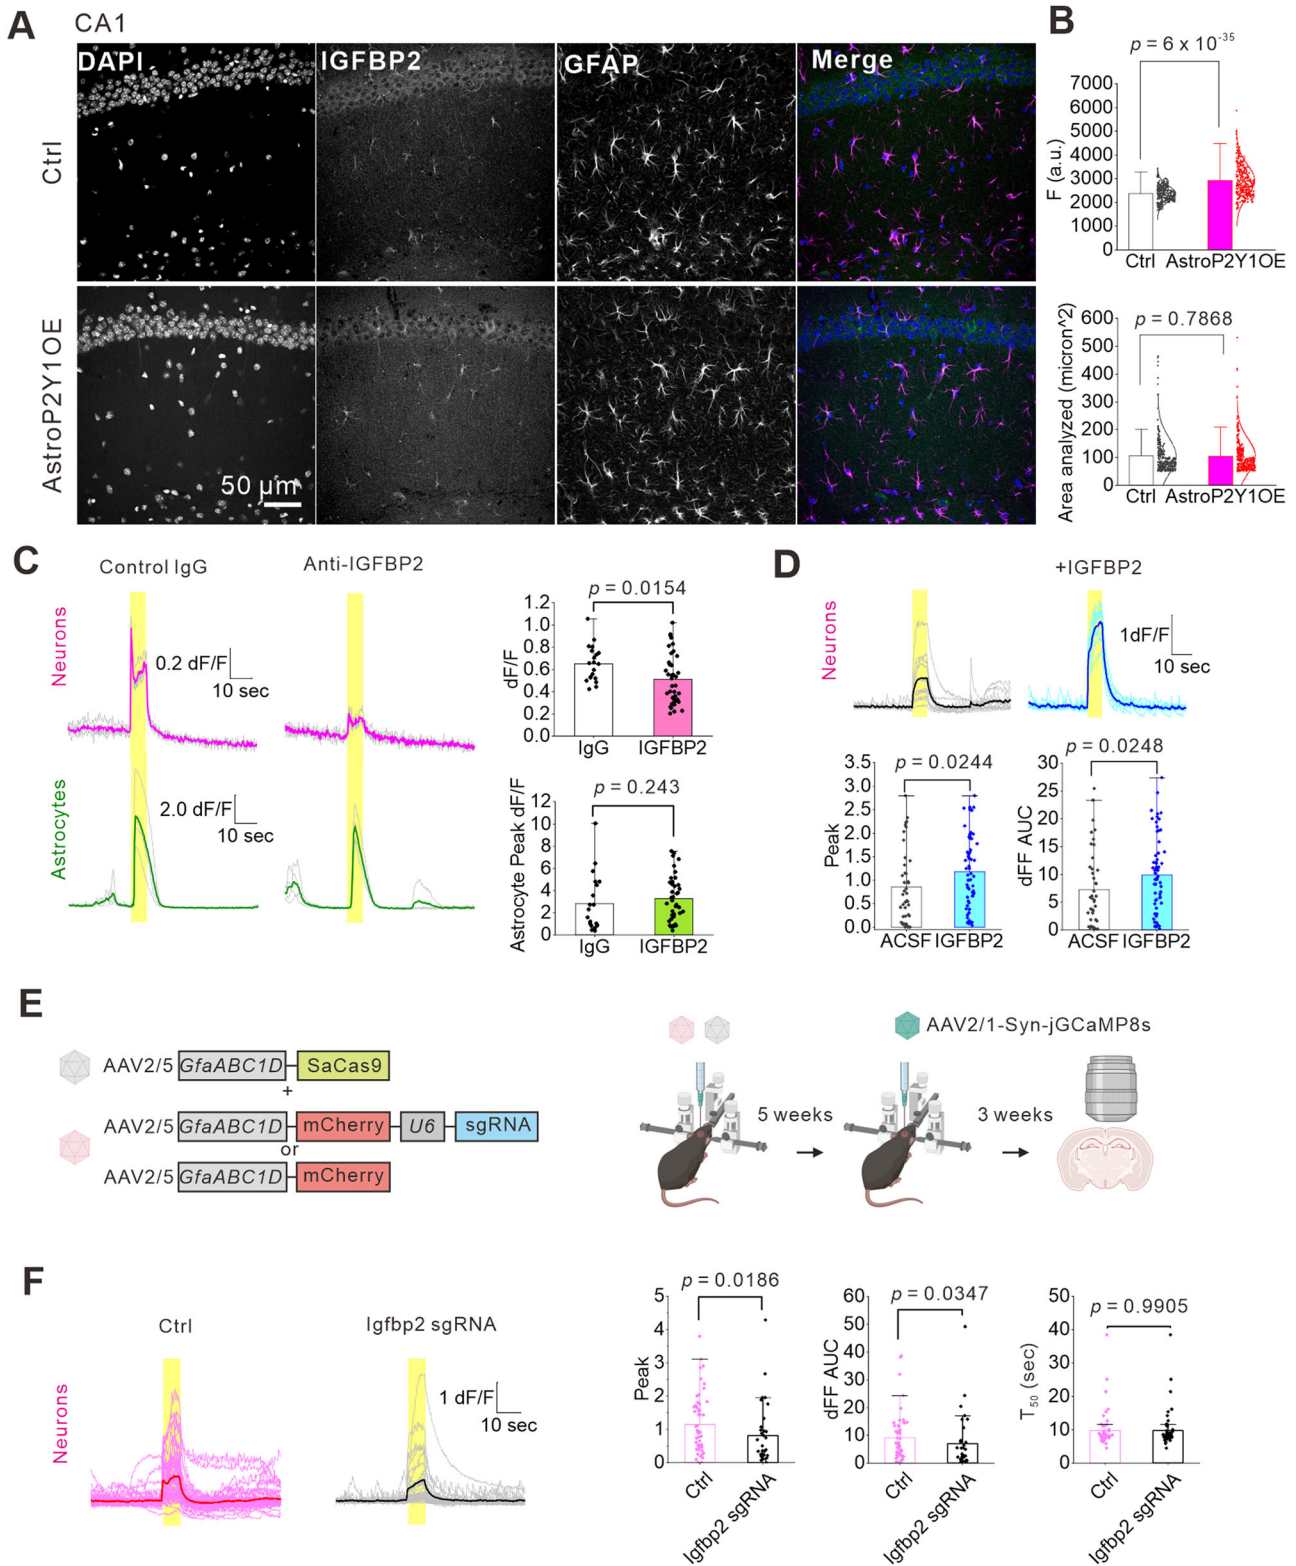 A
CA1
DAPI
IGFBP2
GFAP
Merge
Ctrl
AstroP2Y1OE
50 µm
B
p = 6 x 10^-35
F (a.u.)
7000
6000
5000
4000
3000
2000
1000
0
Ctrl AstroP2Y1OE
p = 0.7868
Area analyzed (micron^2)
600
500
400
300
200
100
0
Ctrl AstroP2Y1OE
C
Control IgG
Anti-IGFBP2
Neurons
0.2 dF/F
10 sec
Astrocytes
2.0 dF/F
10 sec
p = 0.0154
dF/F
1.2
1.0
0.8
0.6
0.4
0.2
0.0
IgG IGFBP2
p = 0.243
Astrocyte Peak dF/F
12
10
8
6
4
2
0
IgG IGFBP2
D
+IGFBP2
Neurons
1dF/F
10 sec
p = 0.0244
Peak
3.5
3.0
2.5
2.0
1.5
1.0
0.5
0.0
ACSF IGFBP2
p = 0.0248
dFF AUC
30
25
20
15
10
5
0
ACSF IGFBP2
E
AAV2/5 GfaABC1D SaCas9
+
AAV2/5 GfaABC1D mCherry U6 sgRNA
or
AAV2/5 GfaABC1D mCherry
AAV2/1-Syn-jGCaMP8s
5 weeks
3 weeks
F
Ctrl
Igfbp2 sgRNA
Neurons
1 dF/F
10 sec
p = 0.0186
Peak
5
4
3
2
1
0
Ctrl
Igfbp2 sgRNA
p = 0.0347
dFF AUC
60
50
40
30
20
10
0
Ctrl
Igfbp2 sgRNA
p = 0.9905
T50 (sec)
50
40
30
20
10
0
Ctrl
Igfbp2 sgRNA